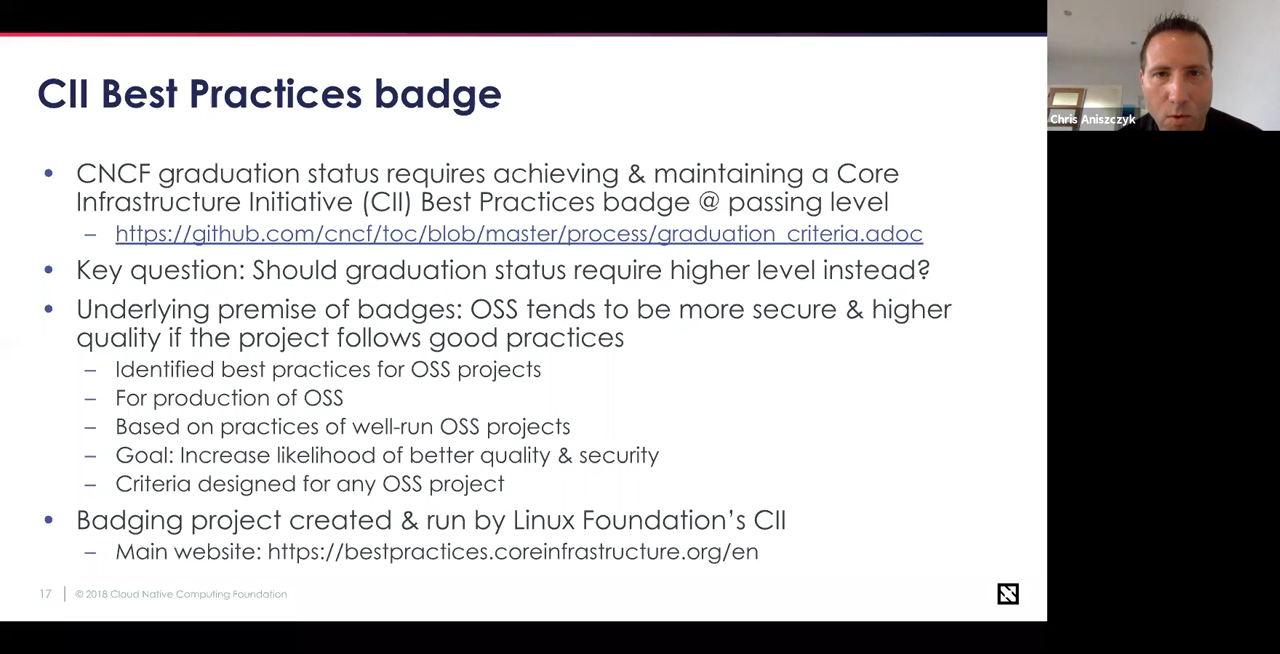 CII Best Practices badge
• CNCF graduation status requires achieving & maintaining a Core
Infrastructure Initiative (CII) Best Practices badge @ passing level
– https://github.com/cncf/toc/blob/master/process/graduation_criteria.adoc
• Key question: Should graduation status require higher level instead?
• Underlying premise of badges: OSS tends to be more secure & higher
quality if the project follows good practices
– Identified best practices for OSS projects
– For production of OSS
– Based on practices of well-run OSS projects
– Goal: Increase likelihood of better quality & security
– Criteria designed for any OSS project
• Badging project created & run by Linux Foundation’s CII
– Main website: https://bestpractices.coreinfrastructure.org/en
17 | © 2018 Cloud Native Computing Foundation
Chris Aniszczyk